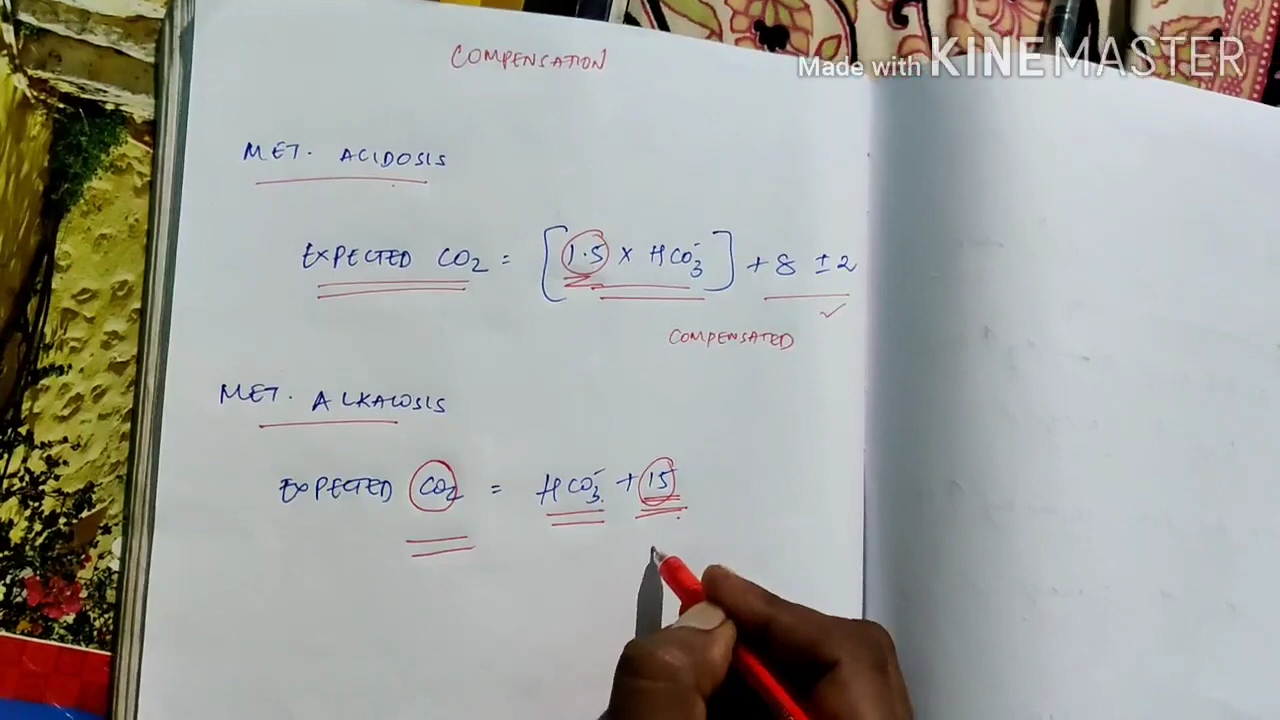 COMPENSATION
Made with KINEMASTER
MET. ACIDOSIS
EXPECTED CO₂ = [1.5 x HCO₃⁻] + 8 ± 2
COMPENSATED
MET. ALKALOSIS
EXPECTED CO₂ = HCO₃⁻ + 15